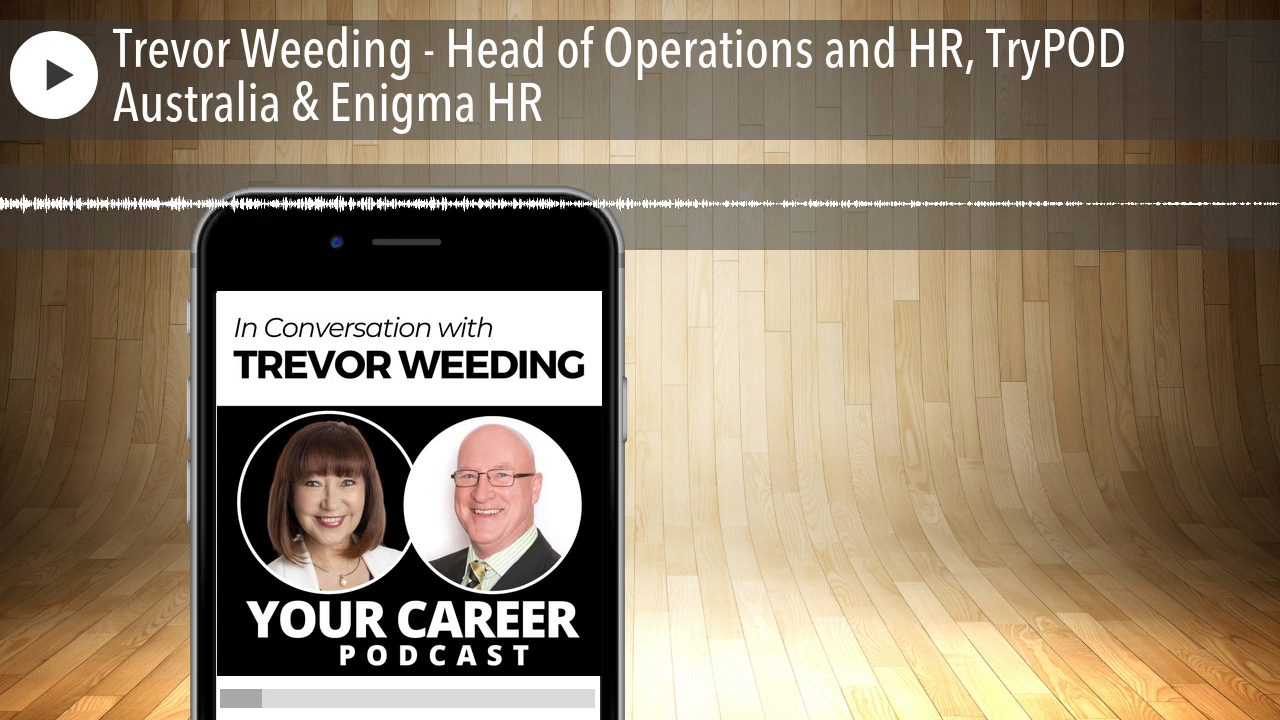 Trevor Weeding - Head of Operations and HR, TryPOD
Australia & Enigma HR
In Conversation with
TREVOR WEEDING
YOUR CAREER
PODCAST